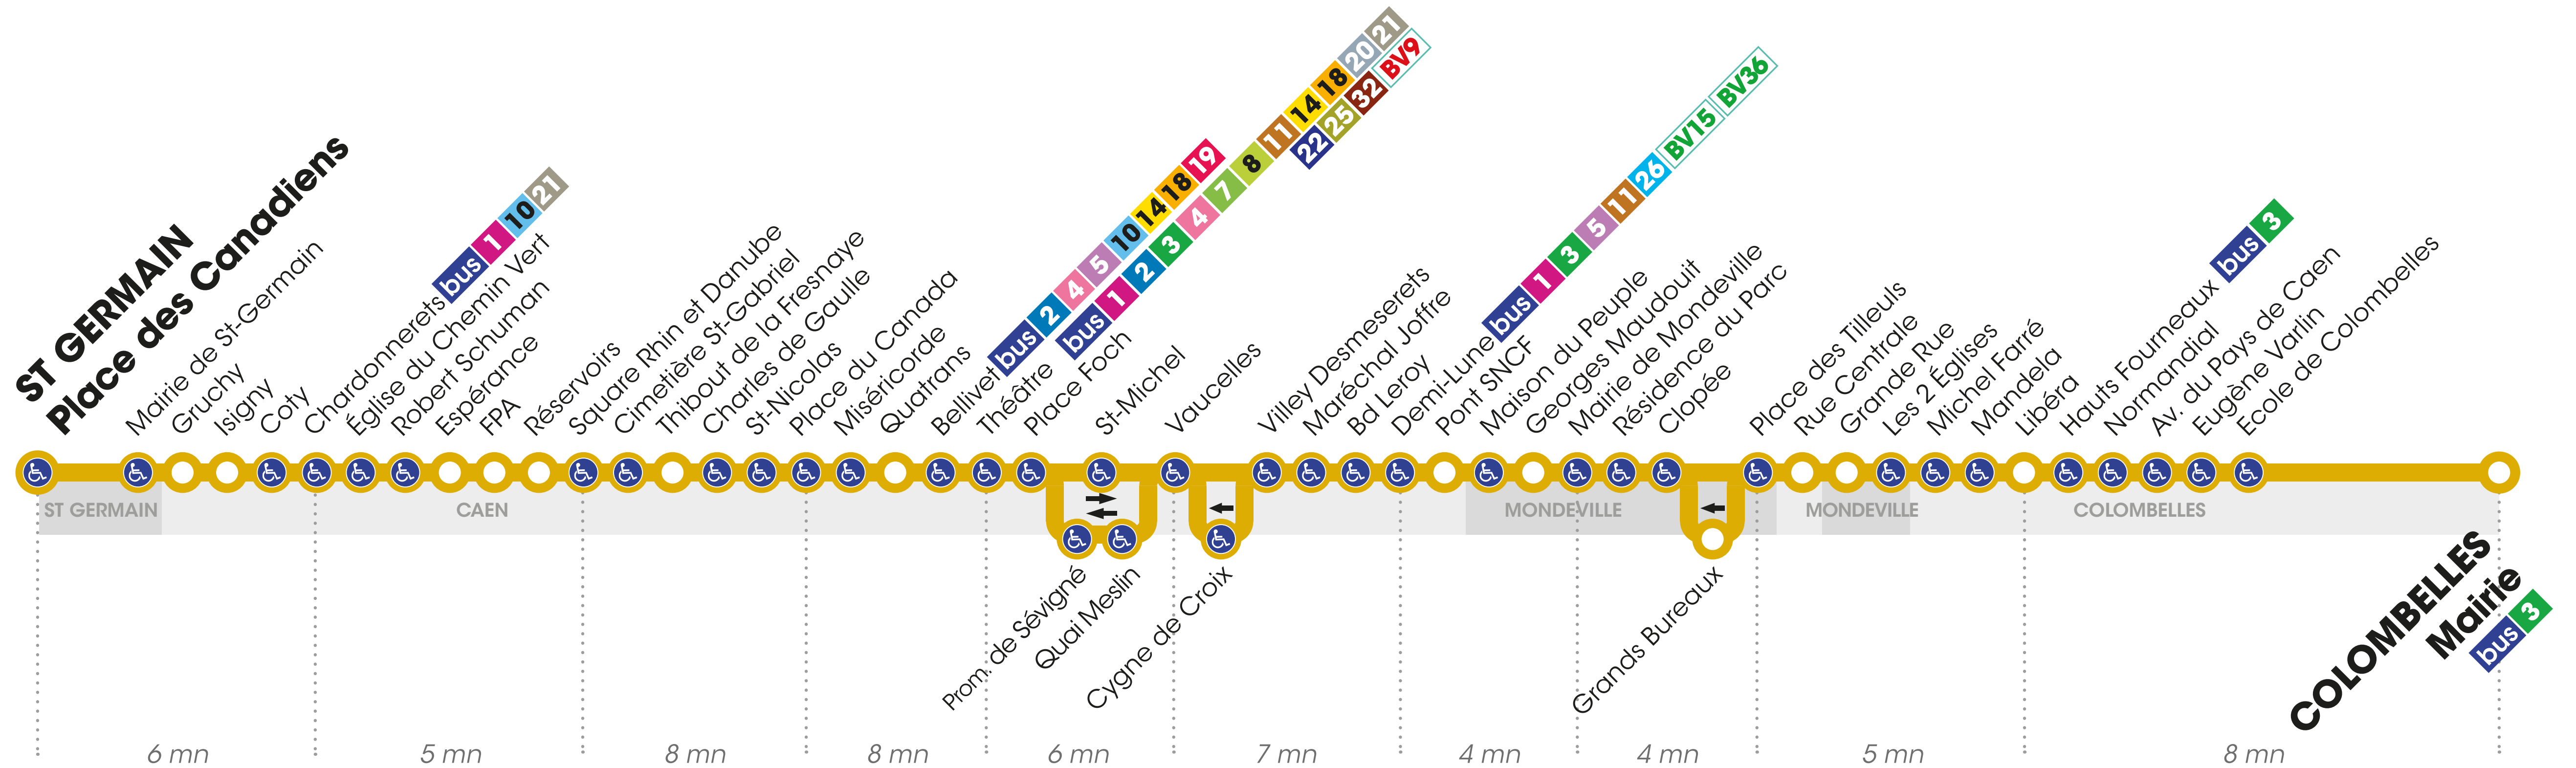 ST GERMAIN
Place des Canadiens
Mairie de St-Germain
Gruchy
Isigny
Coty
Chardonnerets bus 1 10 21
Église du Chemin Vert
Robert Schuman
Espérance
FPA
Réservoirs
Square Rhin et Danube
Cimetière St-Gabriel
Thibout de la Fresnaye
Charles de Gaulle
St-Nicolas
Place du Canada
Miséricorde
Quatrans
Bellivet bus 2 4 5 10 14 18 19
Théâtre bus 1 2 3 4 7 8 11 14 18 20 21
22 25 32 BV9
Place Foch
St-Michel
Vaucelles
Villey Desmeserets
Maréchal Joffre
Bd Leroy
Demi-Lune bus 1 3 5 11 26 BV15 BV36
Pont SNCF
Maison du Peuple
Georges Maudouit
Mairie de Mondeville
Résidence du Parc
Clopée
Place des Tilleuls
Rue Centrale
Grande Rue
Les 2 Églises
Michel Farré
Mandela
Libéra
Hauts Fourneaux bus 3
Normandial
Av. du Pays de Caen
Eugène Varlin
Ecole de Colombelles
ST GERMAIN
CAEN
MONDEVILLE
MONDEVILLE
COLOMBELLES
Prom. de Sévigné
Quai Meslin
Cygne de Croix
Grands Bureaux
COLOMBELLES
Mairie
bus 3
6 mn
5 mn
8 mn
8 mn
6 mn
7 mn
4 mn
4 mn
5 mn
8 mn